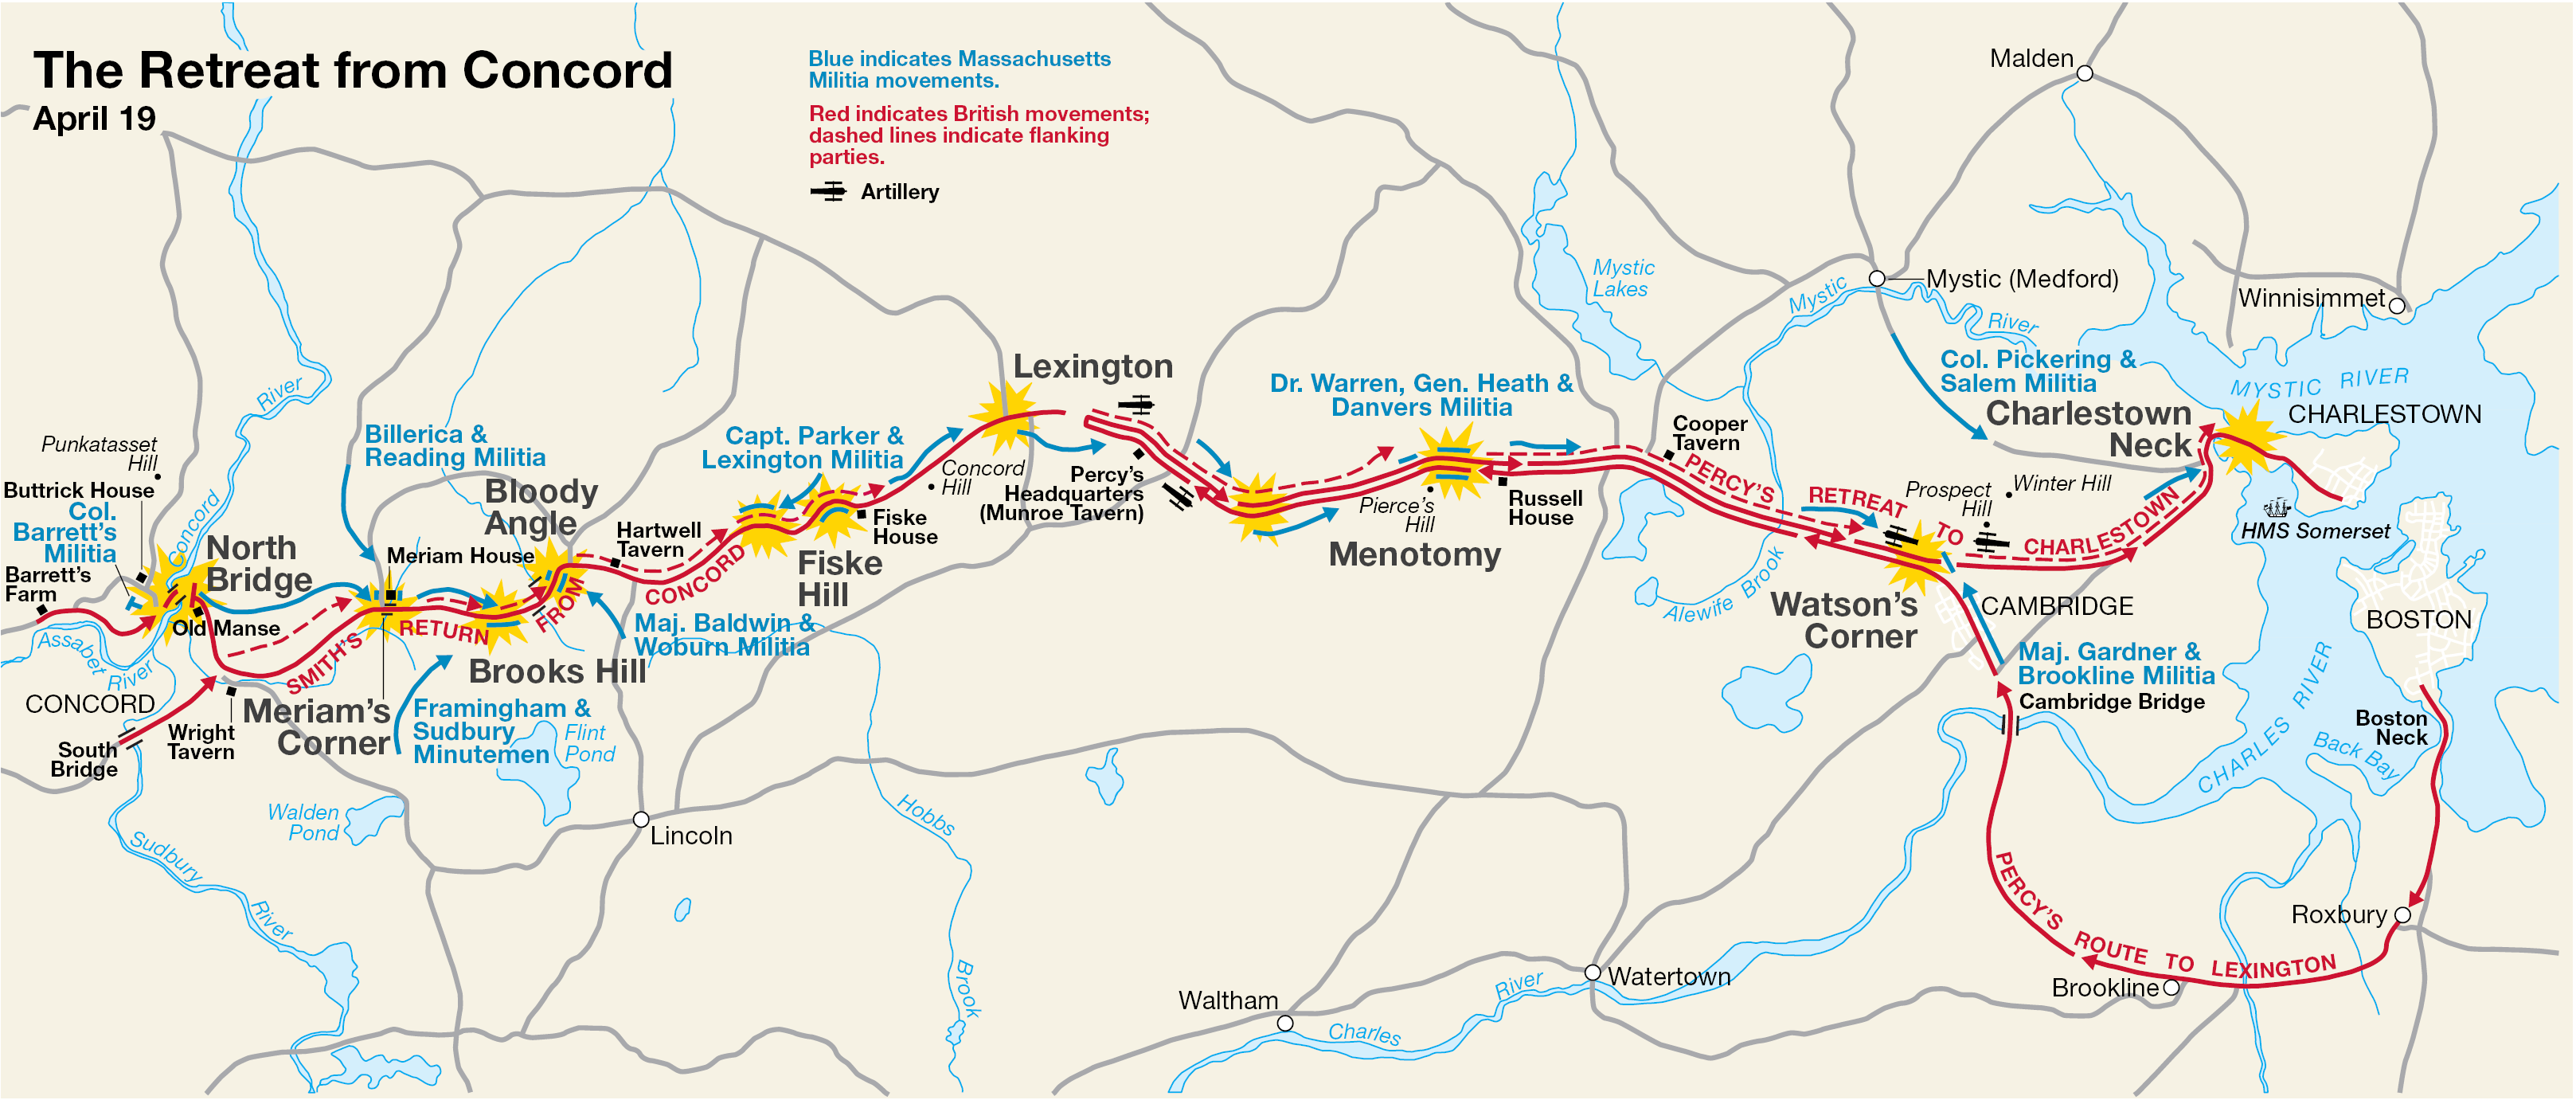 The Retreat from Concord
April 19
Blue indicates Massachusetts
Militia movements.
Red indicates British movements;
dashed lines indicate flanking
parties.
Artillery
Malden
Mystic (Medford)
Winnisimmet
Mystic
Lakes
Mystic
River
Col. Pickering &
Salem Militia
MYSTIC RIVER
Charlestown
Neck
CHARLESTOWN
HMS Somerset
BOSTON
Winter Hill
Prospect
Hill
Lexington
Dr. Warren, Gen. Heath &
Danvers Militia
Cooper
Tavern
PERCY'S RETREAT TO CHARLESTOWN
Russell
House
Pierce's
Hill
Menotomy
Percy's
Headquarters
(Munroe Tavern)
Concord
Hill
Capt. Parker &
Lexington Militia
Fiske
House
Fiske
Hill
Hartwell
Tavern
Bloody
Angle
Billerica &
Reading Militia
Meriam House
Punkatasset
Hill
Buttrick House
Col.
Barrett's
Militia
Barrett's
Farm
Concord
River
North
Bridge
Old Manse
Assabet
River
CONCORD
South
Bridge
Wright
Tavern
Meriam's
Corner
SMITH'S RETURN FROM CONCORD
Brooks Hill
Maj. Baldwin &
Woburn Militia
Framingham &
Sudbury
Minutemen
Flint
Pond
Walden
Pond
Sudbury
River
Lincoln
Hobbs
Brook
Alewife Brook
Watson's
Corner
CAMBRIDGE
Maj. Gardner &
Brookline Militia
Cambridge Bridge
CHARLES RIVER
Back Bay
Boston
Neck
Roxbury
PERCY'S ROUTE TO LEXINGTON
Brookline
Watertown
Waltham
Charles
River